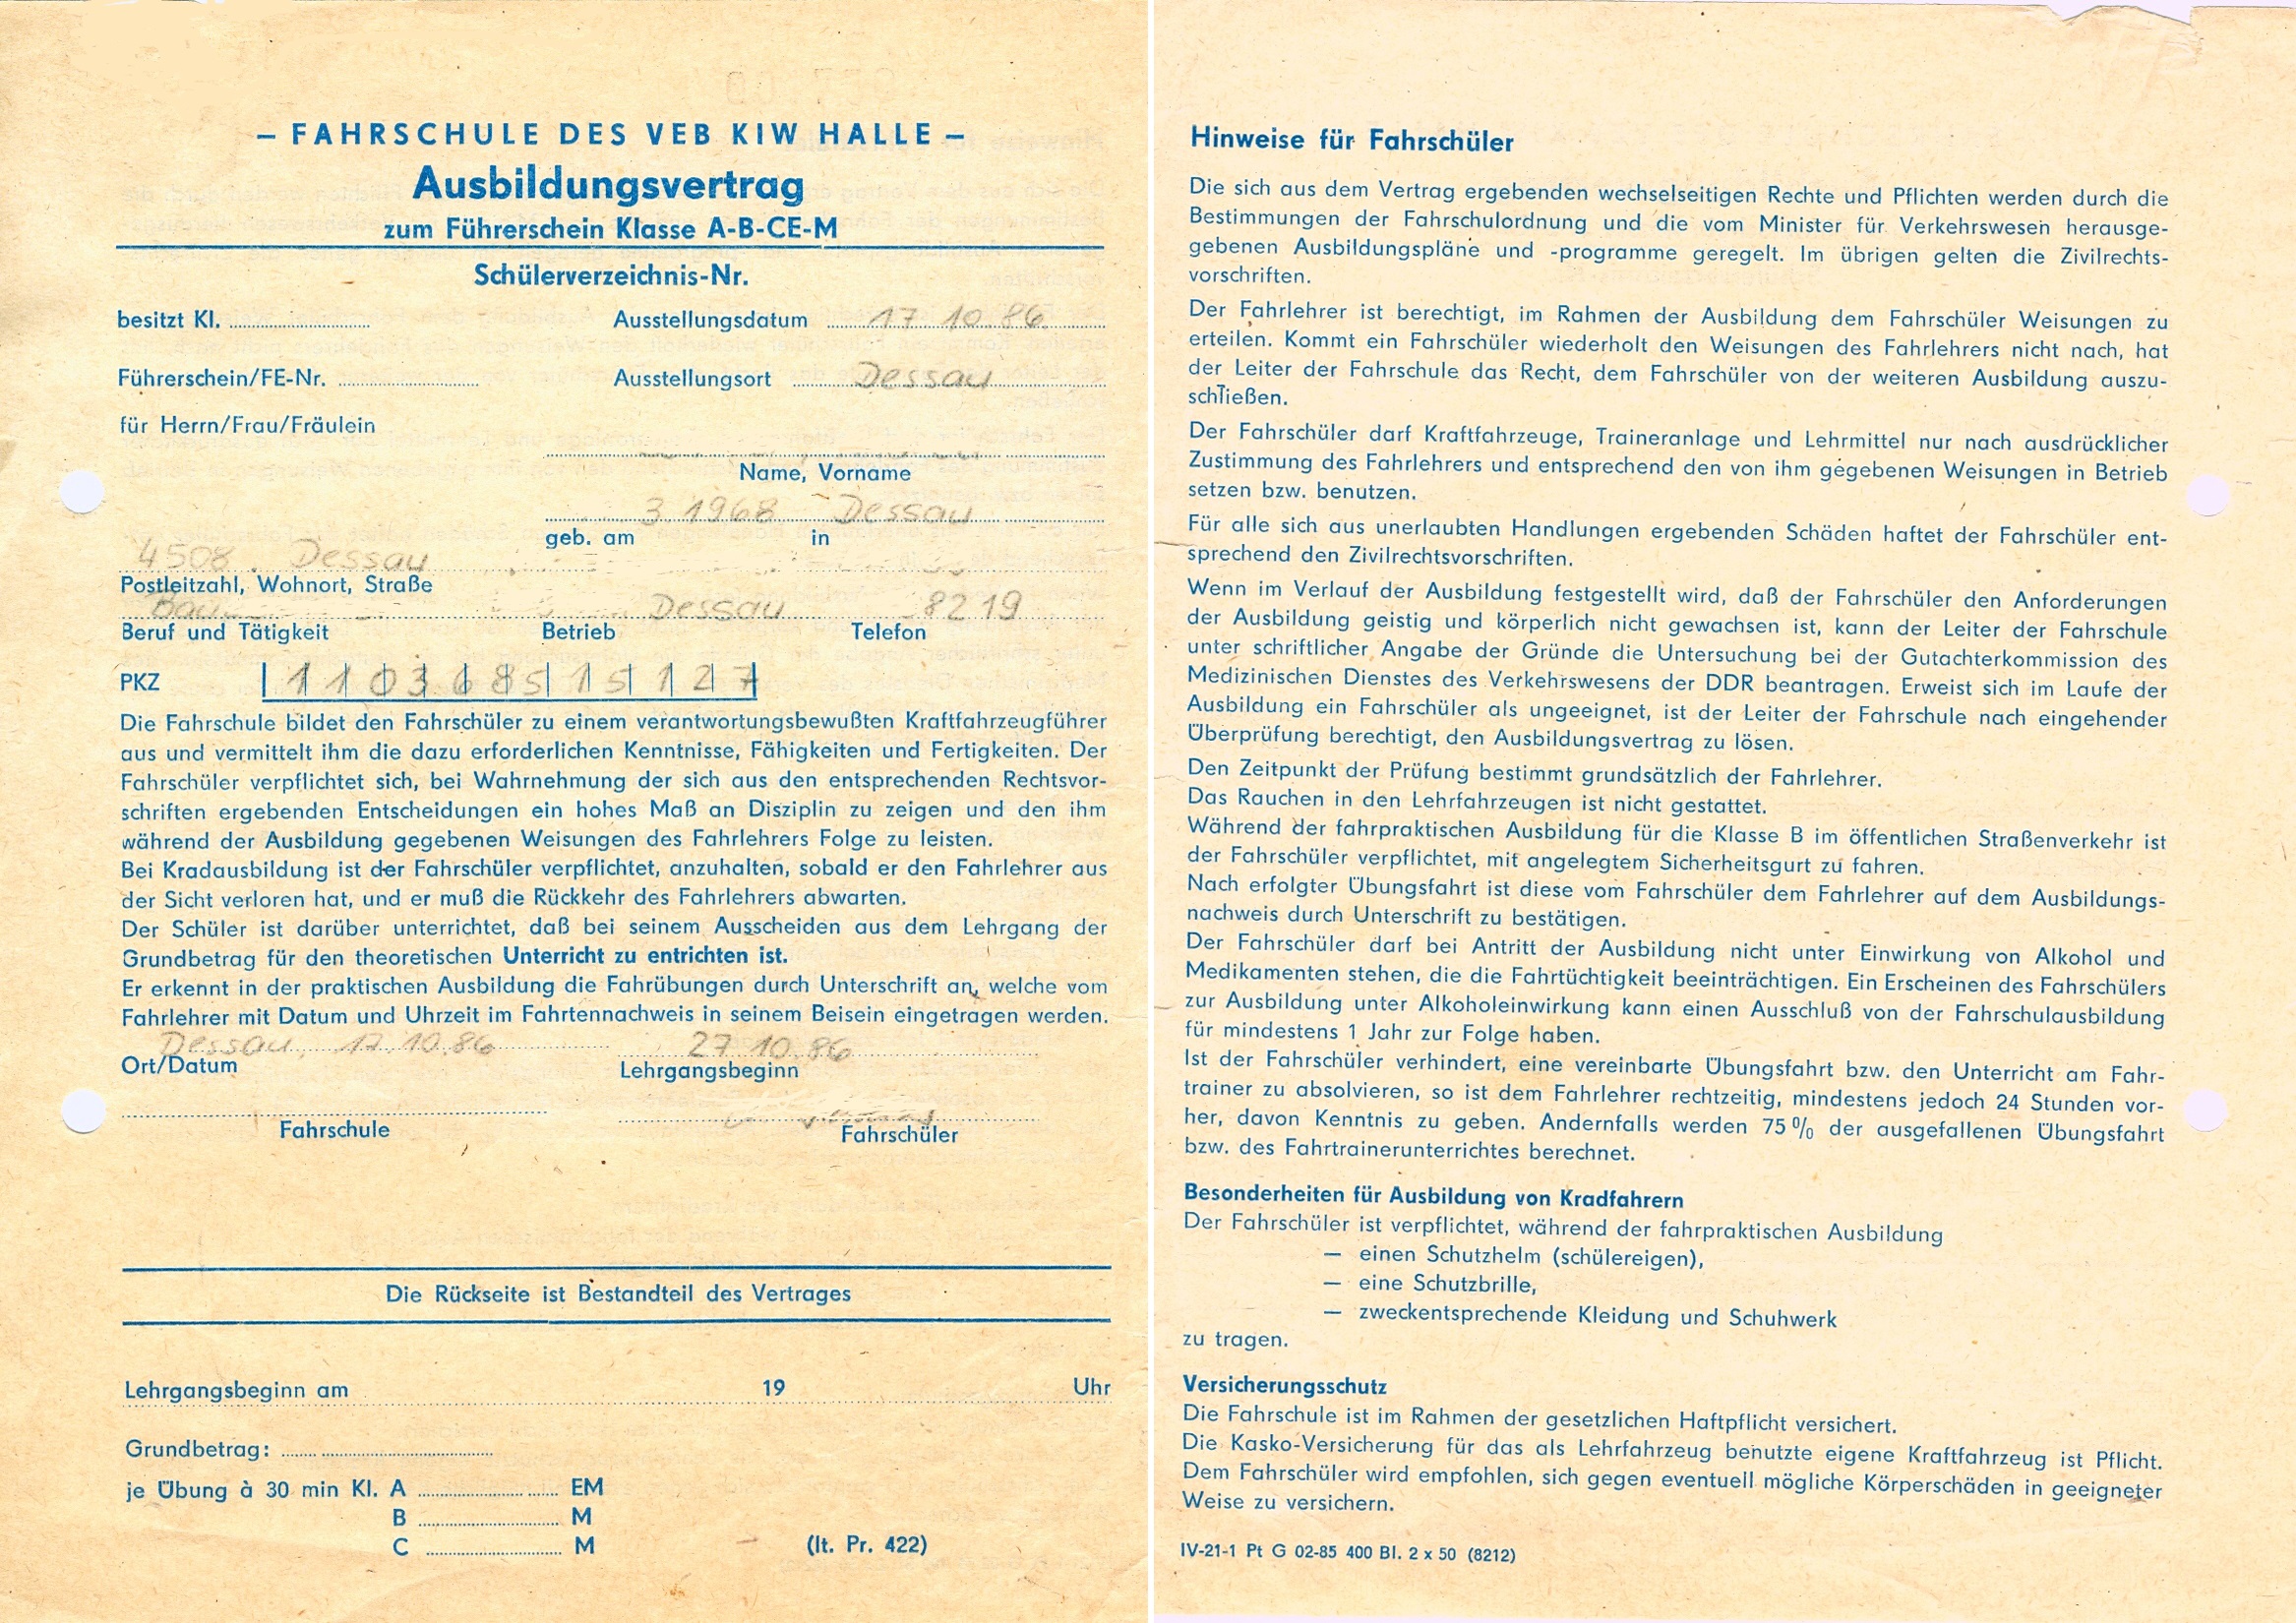 – FAHRSCHULE DES VEB KIW HALLE –
Ausbildungsvertrag
zum Führerschein Klasse A-B-CE-M
Schülerverzeichnis-Nr.
besitzt Kl. Ausstellungsdatum 17 10.86
Führerschein/FE-Nr. Ausstellungsort Dessau
für Herrn/Frau/Fräulein
Name, Vorname
3.1968 Dessau
geb. am in
4508 Dessau
Postleitzahl, Wohnort, Straße
Bau Dessau 8219
Beruf und Tätigkeit Betrieb Telefon
PKZ 110368515127
Die Fahrschule bildet den Fahrschüler zu einem verantwortungsbewußten Kraftfahrzeugführer
aus und vermittelt ihm die dazu erforderlichen Kenntnisse, Fähigkeiten und Fertigkeiten. Der
Fahrschüler verpflichtet sich, bei Wahrnehmung der sich aus den entsprechenden Rechtsvor-
schriften ergebenden Entscheidungen ein hohes Maß an Disziplin zu zeigen und den ihm
während der Ausbildung gegebenen Weisungen des Fahrlehrers Folge zu leisten.
Bei Kradausbildung ist der Fahrschüler verpflichtet, anzuhalten, sobald er den Fahrlehrer aus
der Sicht verloren hat, und er muß die Rückkehr des Fahrlehrers abwarten.
Der Schüler ist darüber unterrichtet, daß bei seinem Ausscheiden aus dem Lehrgang der
Grundbetrag für den theoretischen Unterricht zu entrichten ist.
Er erkennt in der praktischen Ausbildung die Fahrübungen durch Unterschrift an, welche vom
Fahrlehrer mit Datum und Uhrzeit im Fahrtennachweis in seinem Beisein eingetragen werden.
Dessau, 17.10.86 27 10.86
Ort/Datum Lehrgangsbeginn
Fahrschule Fahrschüler
Die Rückseite ist Bestandteil des Vertrages
Lehrgangsbeginn am 19 Uhr
Grundbetrag:
je Übung à 30 min Kl. A EM
B M
C M (lt. Pr. 422)
Hinweise für Fahrschüler
Die sich aus dem Vertrag ergebenden wechselseitigen Rechte und Pflichten werden durch die
Bestimmungen der Fahrschulordnung und die vom Minister für Verkehrswesen herausge-
gebenen Ausbildungspläne und -programme geregelt. Im übrigen gelten die Zivilrechts-
vorschriften.
Der Fahrlehrer ist berechtigt, im Rahmen der Ausbildung dem Fahrschüler Weisungen zu
erteilen. Kommt ein Fahrschüler wiederholt den Weisungen des Fahrlehrers nicht nach, hat
der Leiter der Fahrschule das Recht, dem Fahrschüler von der weiteren Ausbildung auszu-
schließen.
Der Fahrschüler darf Kraftfahrzeuge, Traineranlage und Lehrmittel nur nach ausdrücklicher
Zustimmung des Fahrlehrers und entsprechend den von ihm gegebenen Weisungen in Betrieb
setzen bzw. benutzen.
Für alle sich aus unerlaubten Handlungen ergebenden Schäden haftet der Fahrschüler ent-
sprechend den Zivilrechtsvorschriften.
Wenn im Verlauf der Ausbildung festgestellt wird, daß der Fahrschüler den Anforderungen
der Ausbildung geistig und körperlich nicht gewachsen ist, kann der Leiter der Fahrschule
unter schriftlicher Angabe der Gründe die Untersuchung bei der Gutachterkommission des
Medizinischen Dienstes des Verkehrswesens der DDR beantragen. Erweist sich im Laufe der
Ausbildung ein Fahrschüler als ungeeignet, ist der Leiter der Fahrschule nach eingehender
Überprüfung berechtigt, den Ausbildungsvertrag zu lösen.
Den Zeitpunkt der Prüfung bestimmt grundsätzlich der Fahrlehrer.
Das Rauchen in den Lehrfahrzeugen ist nicht gestattet.
Während der fahrpraktischen Ausbildung für die Klasse B im öffentlichen Straßenverkehr ist
der Fahrschüler verpflichtet, mit angelegtem Sicherheitsgurt zu fahren.
Nach erfolgter Übungsfahrt ist diese vom Fahrschüler dem Fahrlehrer auf dem Ausbildungs-
nachweis durch Unterschrift zu bestätigen.
Der Fahrschüler darf bei Antritt der Ausbildung nicht unter Einwirkung von Alkohol und
Medikamenten stehen, die die Fahrtüchtigkeit beeinträchtigen. Ein Erscheinen des Fahrschülers
zur Ausbildung unter Alkoholeinwirkung kann einen Ausschluß von der Fahrschulausbildung
für mindestens 1 Jahr zur Folge haben.
Ist der Fahrschüler verhindert, eine vereinbarte Übungsfahrt bzw. den Unterricht am Fahr-
trainer zu absolvieren, so ist dem Fahrlehrer rechtzeitig, mindestens jedoch 24 Stunden vor-
her, davon Kenntnis zu geben. Andernfalls werden 75 % der ausgefallenen Übungsfahrt
bzw. des Fahrtrainerunterrichtes berechnet.
Besonderheiten für Ausbildung von Kradfahrern
Der Fahrschüler ist verpflichtet, während der fahrpraktischen Ausbildung
— einen Schutzhelm (schülereigen),
— eine Schutzbrille,
— zweckentsprechende Kleidung und Schuhwerk
zu tragen.
Versicherungsschutz
Die Fahrschule ist im Rahmen der gesetzlichen Haftpflicht versichert.
Die Kasko-Versicherung für das als Lehrfahrzeug benutzte eigene Kraftfahrzeug ist Pflicht.
Dem Fahrschüler wird empfohlen, sich gegen eventuell mögliche Körperschäden in geeigneter
Weise zu versichern.
IV-21-1 Pt G 02-85 400 Bl. 2 x 50 (8212)